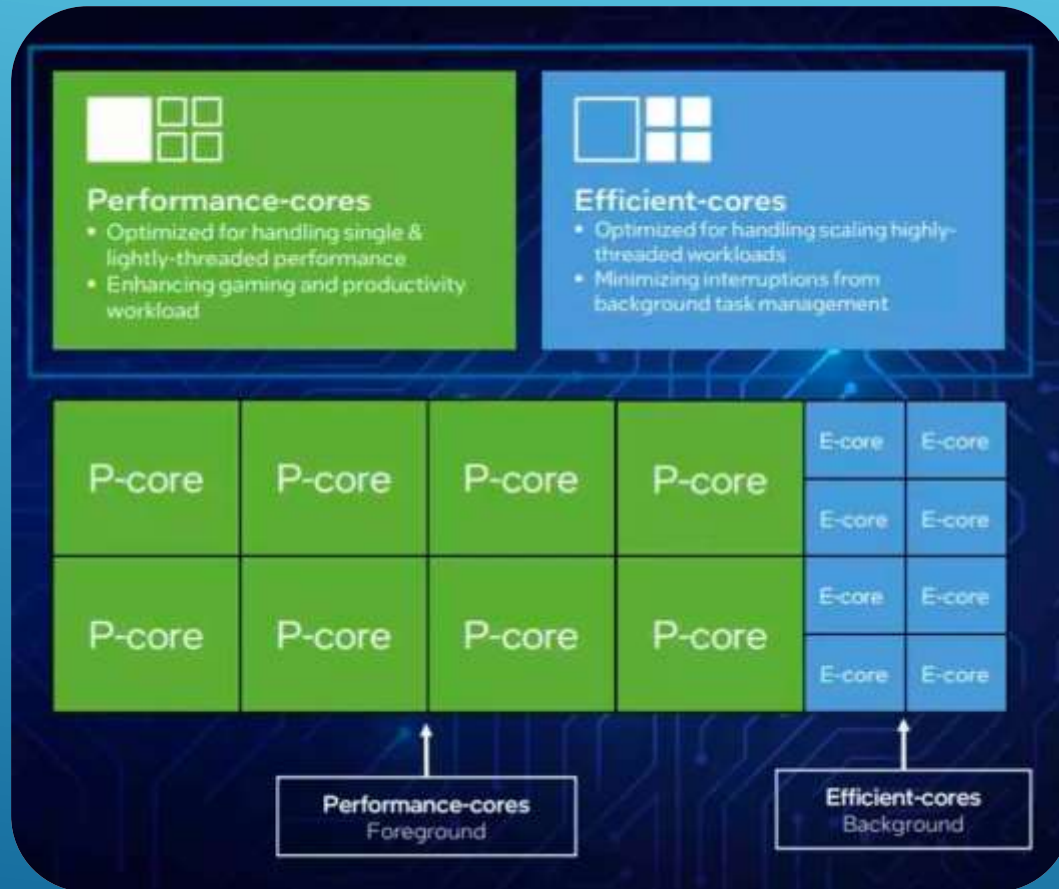 Performance-cores
• Optimized for handling single &
lightly-threaded performance
• Enhancing gaming and productivity
workload
Efficient-cores
• Optimized for handling scaling highly-
threaded workloads
• Minimizing interruptions from
background task management
P-core P-core P-core P-core E-core E-core
E-core E-core
P-core P-core P-core P-core E-core E-core
E-core E-core
Performance-cores
Foreground
Efficient-cores
Background